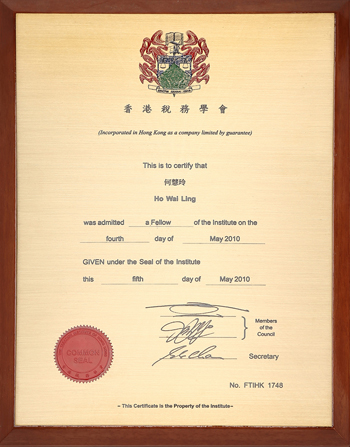 香港稅務學會
(Incorporated in Hong Kong as a company limited by guarantee)
This is to certify that
何慧玲
Ho Wai Ling
was admitted a Fellow of the Institute on the
fourth day of May 2010
GIVEN under the Seal of the Institute
this fifth day of May 2010
Members
of the
Council
Secretary
COMMON
SEAL
No. FTIHK 1748
~ This Certificate is the Property of the Institute~